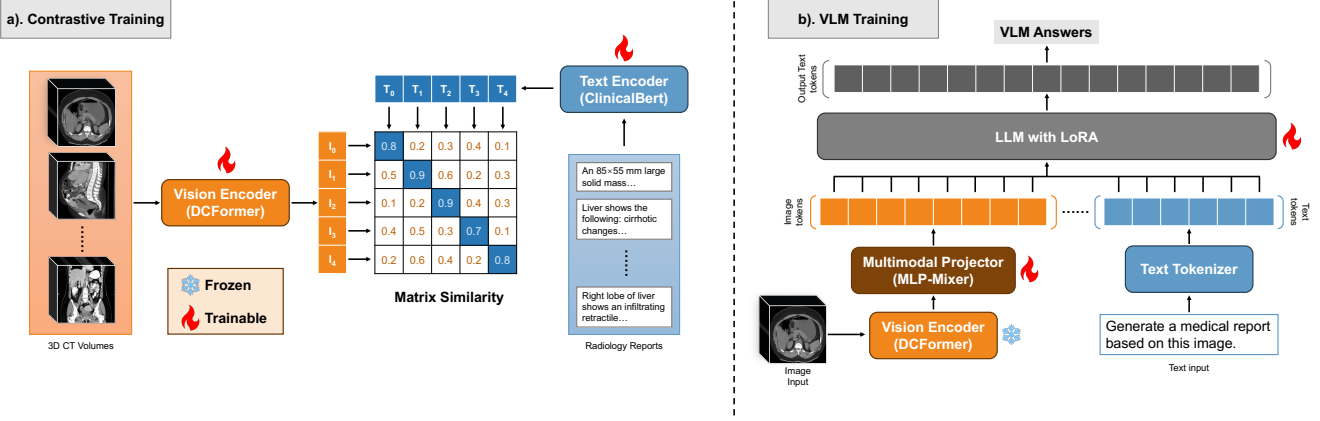 a). Contrastive Training
3D CT Volumes
Vision Encoder
(DCFormer)
Frozen
Trainable
T0 T1 T2 T3 T4
I0 0.8 0.2 0.3 0.4 0.1
I1 0.5 0.9 0.6 0.2 0.3
I2 0.1 0.2 0.9 0.4 0.3
I3 0.4 0.5 0.3 0.7 0.1
I4 0.2 0.6 0.4 0.2 0.8
Matrix Similarity
Text Encoder
(ClinicalBert)
An 85×55 mm large
solid mass…
Liver shows the
following: cirrhotic
changes…
Right lobe of liver
shows an infiltrating
retractile…
Radiology Reports
b). VLM Training
VLM Answers
Output Text
tokens
LLM with LoRA
Image
tokens
Text
tokens
Multimodal Projector
(MLP-Mixer)
Text Tokenizer
Vision Encoder
(DCFormer)
Image
Input
Generate a medical report
based on this image.
Text input